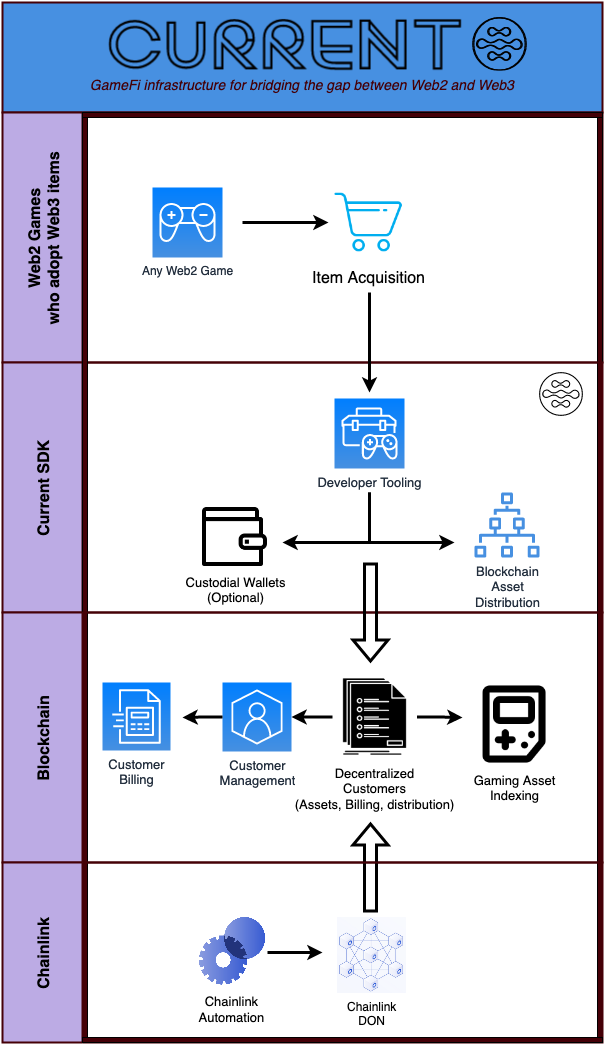 CURRENT
GameFi infrastructure for bridging the gap between Web2 and Web3
Web2 Games
who adopt Web3 items
Any Web2 Game
Item Acquisition
Current SDK
Developer Tooling
Custodial Wallets
(Optional)
Blockchain
Asset
Distribution
Blockchain
Customer
Billing
Customer
Management
Decentralized
Customers
(Assets, Billing, distribution)
Gaming Asset
Indexing
Chainlink
Chainlink
Automation
Chainlink
DON